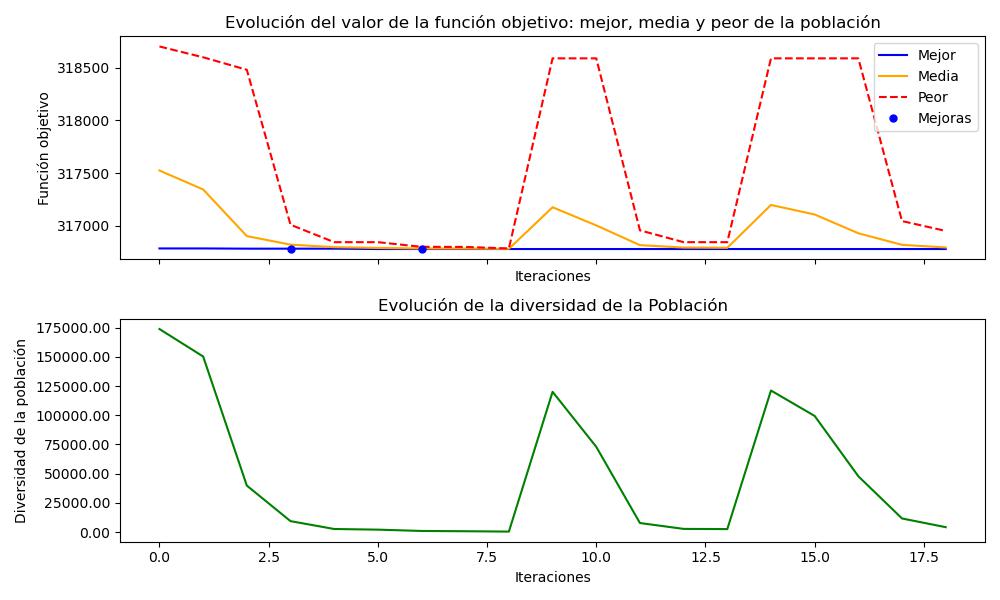 Evolución del valor de la función objetivo: mejor, media y peor de la población
Función objetivo
318500
318000
317500
317000
Mejor
Media
Peor
Mejoras
Iteraciones
Evolución de la diversidad de la Población
Diversidad de la población
175000.00
150000.00
125000.00
100000.00
75000.00
50000.00
25000.00
0.00
0.0 2.5 5.0 7.5 10.0 12.5 15.0 17.5
Iteraciones